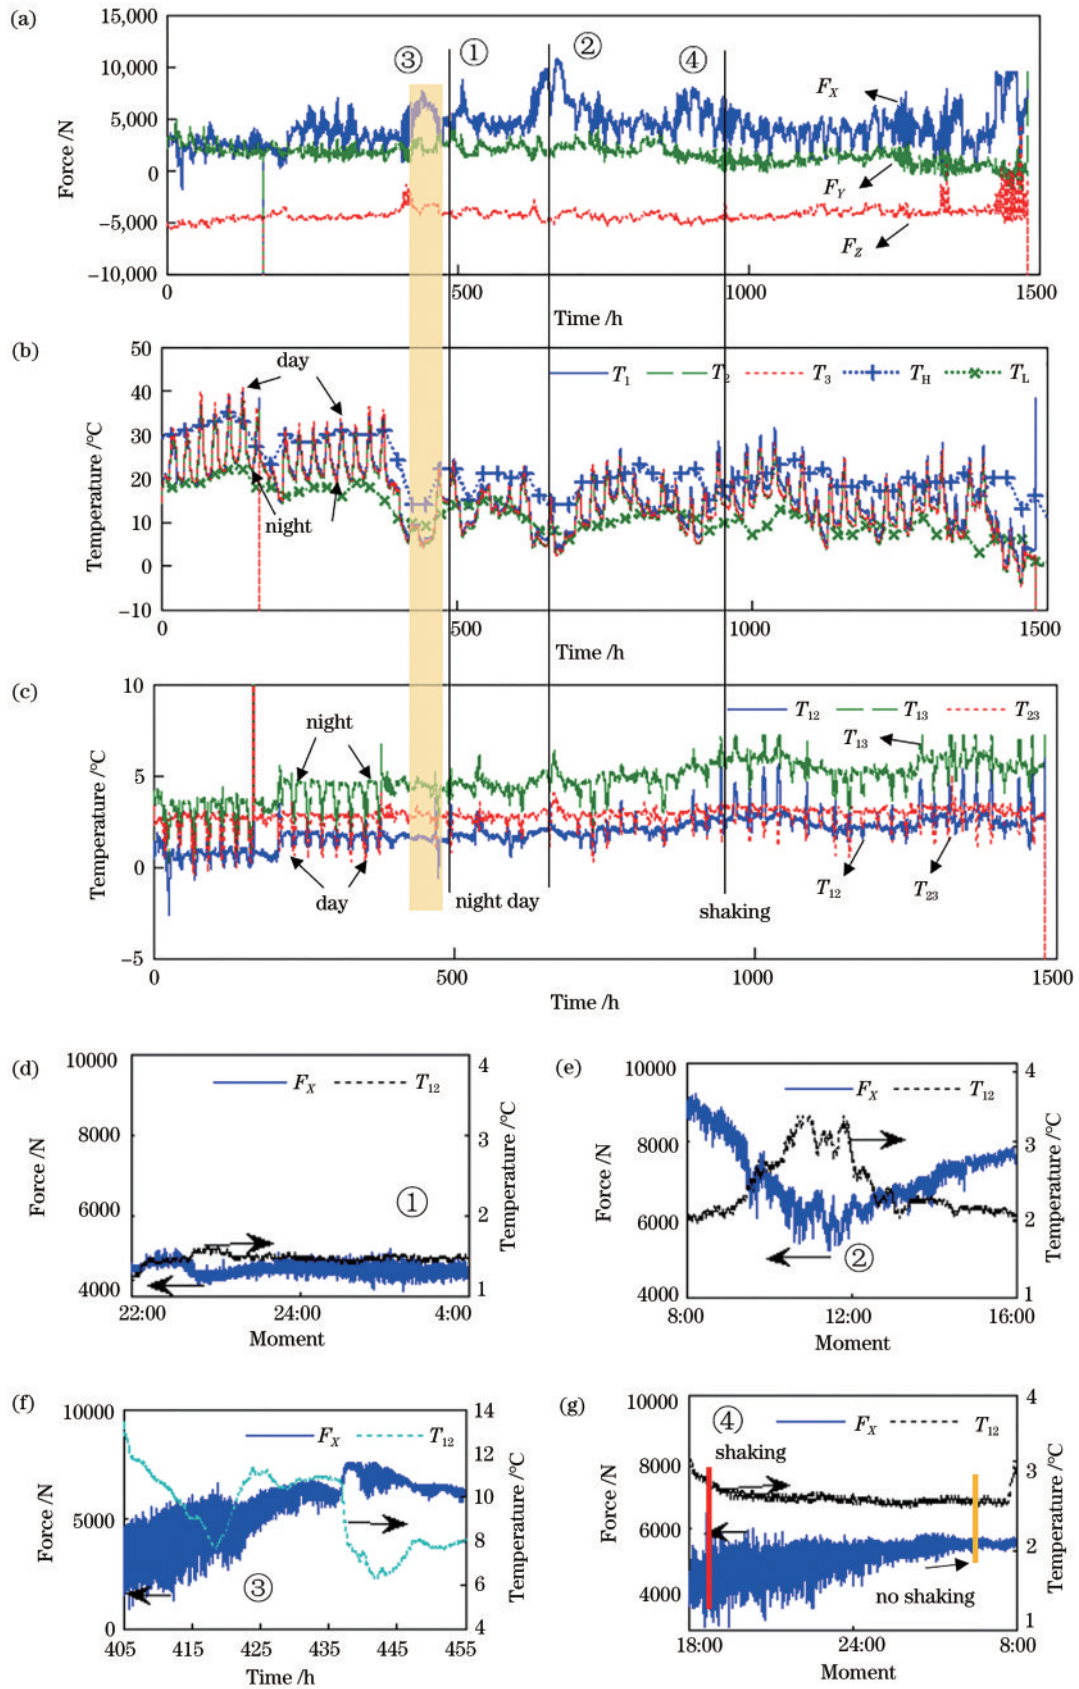 (a)
15,000
10,000
5,000
0
−5,000
−10,000
Force /N
③ ① ② ④
F_X
F_Y
F_Z
0 500 1000 1500
Time /h
(b)
50
40
30
20
10
0
−10
Temperature /°C
day
night
T_1 T_2 T_3 T_H T_L
0 500 1000 1500
Time /h
(c)
10
5
0
−5
Temperature /°C
night
day
T_12 T_13 T_23
T_13
T_12
T_23
night day
shaking
0 500 1000 1500
Time /h
(d)
10000
8000
6000
4000
Force /N
F_X T_12
①
4
3
2
1
Temperature /°C
22:00 24:00 4:00
Moment
(e)
10000
8000
6000
4000
Force /N
F_X T_12
②
4
3
2
1
Temperature /°C
8:00 12:00 16:00
Moment
(f)
10000
5000
0
Force /N
F_X T_12
③
14
12
10
8
6
4
Temperature /°C
405 415 425 435 445 455
Time /h
(g)
10000
8000
6000
4000
Force /N
④
F_X T_12
shaking
no shaking
4
3
2
1
Temperature /°C
18:00 24:00 8:00
Moment